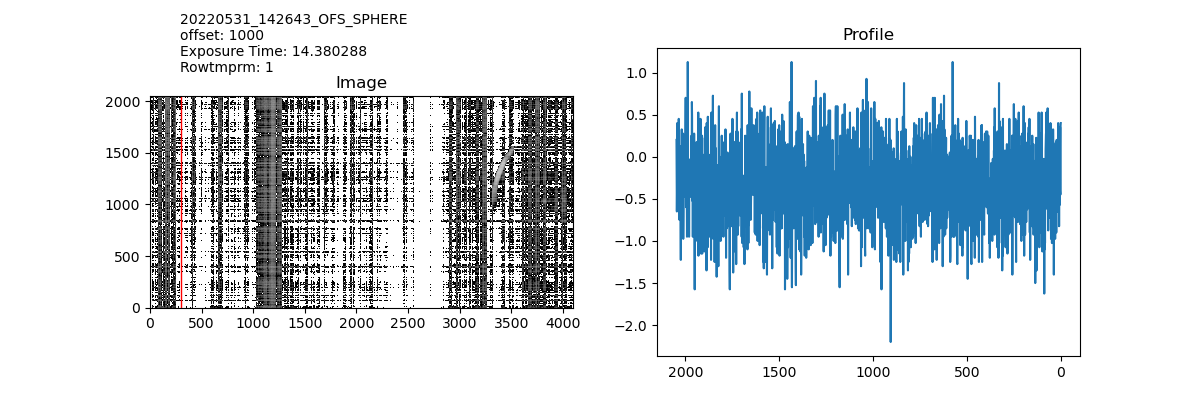 20220531_142643_OFS_SPHERE
offset: 1000
Exposure Time: 14.380288
Rowtmprm: 1
Image
2000
1500
1000
500
0
0 500 1000 1500 2000 2500 3000 3500 4000
Profile
1.0
0.5
0.0
−0.5
−1.0
−1.5
−2.0
2000 1500 1000 500 0